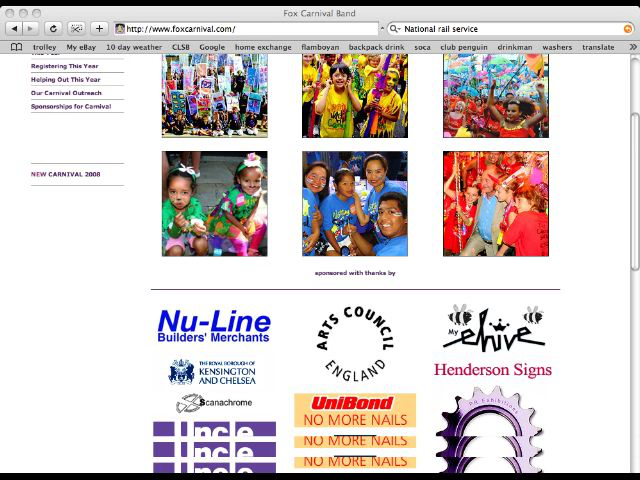 Fox Carnival Band
http://www.foxcarnival.com/
National rail service
trolley My eBay 10 day weather CLSB Google home exchange flamboyan backpack drink soca club penguin drinkman washers translate
Registering This Year
Helping Out This Year
Our Carnival Outreach
Sponsorships for Carnival
NEW CARNIVAL 2008
sponsored with thanks by
Nu-Line
Builders' Merchants
ARTS COUNCIL
ENGLAND
My ehive
THE ROYAL BOROUGH OF
KENSINGTON
AND CHELSEA
Henderson Signs
Scanachrome
UniBond
NO MORE NAILS
NO MORE NAILS
NO MORE NAILS
PG Exhibitions